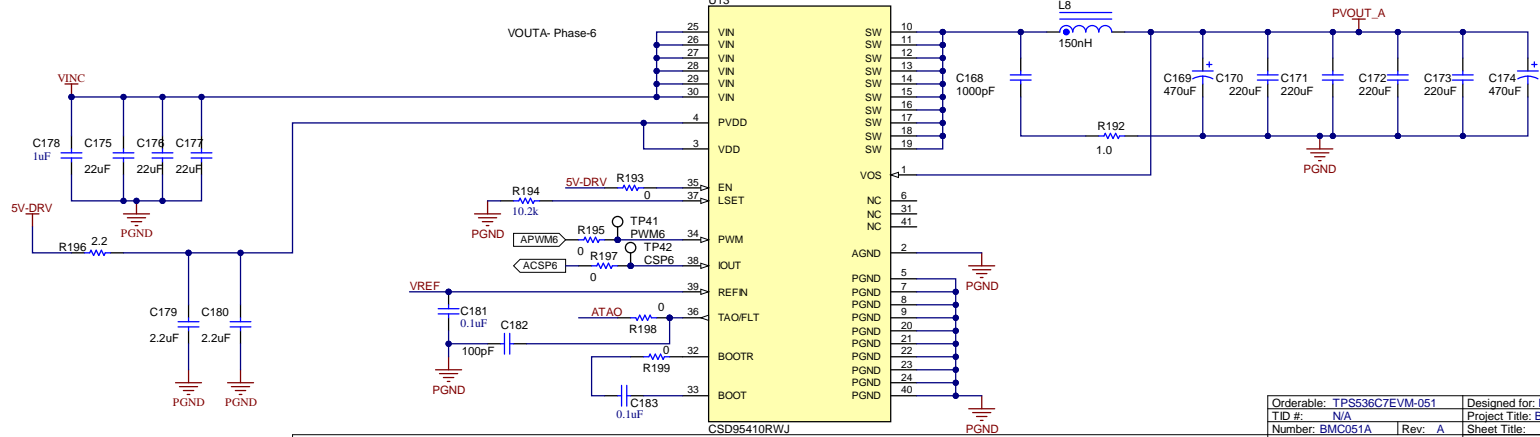 U13
L8
PVOUT_A
VOUTA- Phase-6
25 VIN
26 VIN
27 VIN
28 VIN
29 VIN
30 VIN
4 PVDD
3 VDD
35 EN
37 LSET
34 PWM
38 IOUT
39 REFIN
36 TAO/FLT
32 BOOTR
33 BOOT
SW 10
SW 11
SW 12
SW 13
SW 14
SW 15
SW 16
SW 17
SW 18
SW 19
VOS 1
NC 6
NC 31
NC 41
AGND 2
PGND 5
PGND 7
PGND 8
PGND 9
PGND 20
PGND 21
PGND 22
PGND 23
PGND 24
PGND 40
CSD95410RWJ
150nH
C168
1000pF
R192
1.0
C169
470uF
C170
220uF
C171
220uF
C172
220uF
C173
220uF
C174
470uF
PGND
PGND
PGND
VINC
C178
1uF
C175
22uF
C176
22uF
C177
22uF
PGND
5V-DRV
R196
2.2
C179
2.2uF
C180
2.2uF
PGND
PGND
5V-DRV
R193
0
R194
10.2k
PGND
APWM6
R195
0
TP41
PWM6
ACSP6
R197
0
TP42
CSP6
VREF
C181
0.1uF
ATAO
0
R198
C182
100pF
PGND
0
R199
C183
0.1uF
Orderable: TPS536C7EVM-051
Designed for:
TID #: N/A
Project Title:
Number: BMC051A
Rev: A
Sheet Title: